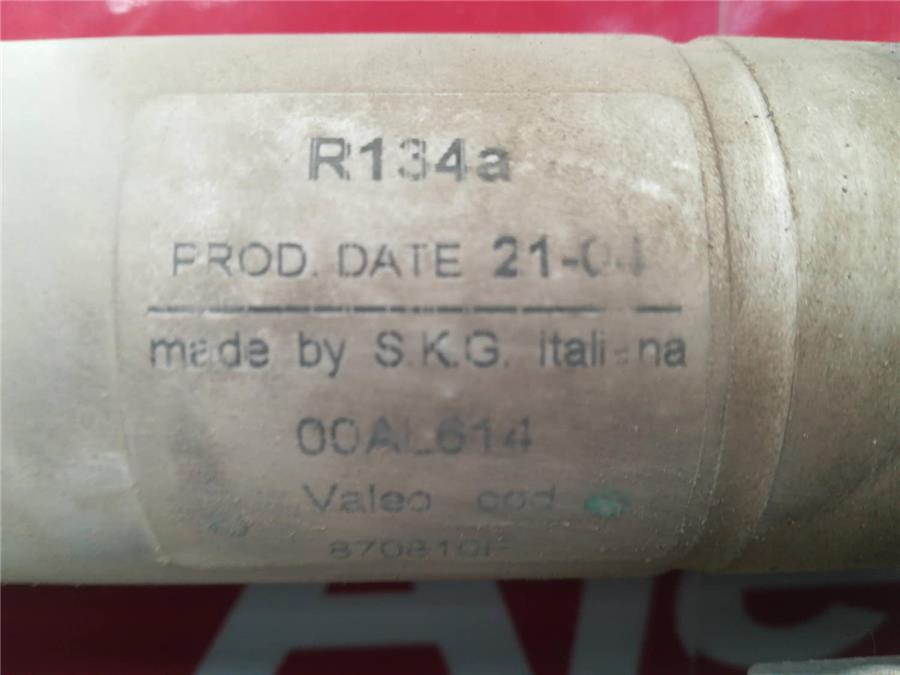 R134a
PROD. DATE 21-04
made by S.K.G. Italiana
00AL614
Valeo cod